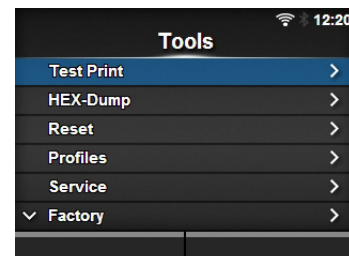 12:20
Tools
Test Print
HEX-Dump
Reset
Profiles
Service
Factory